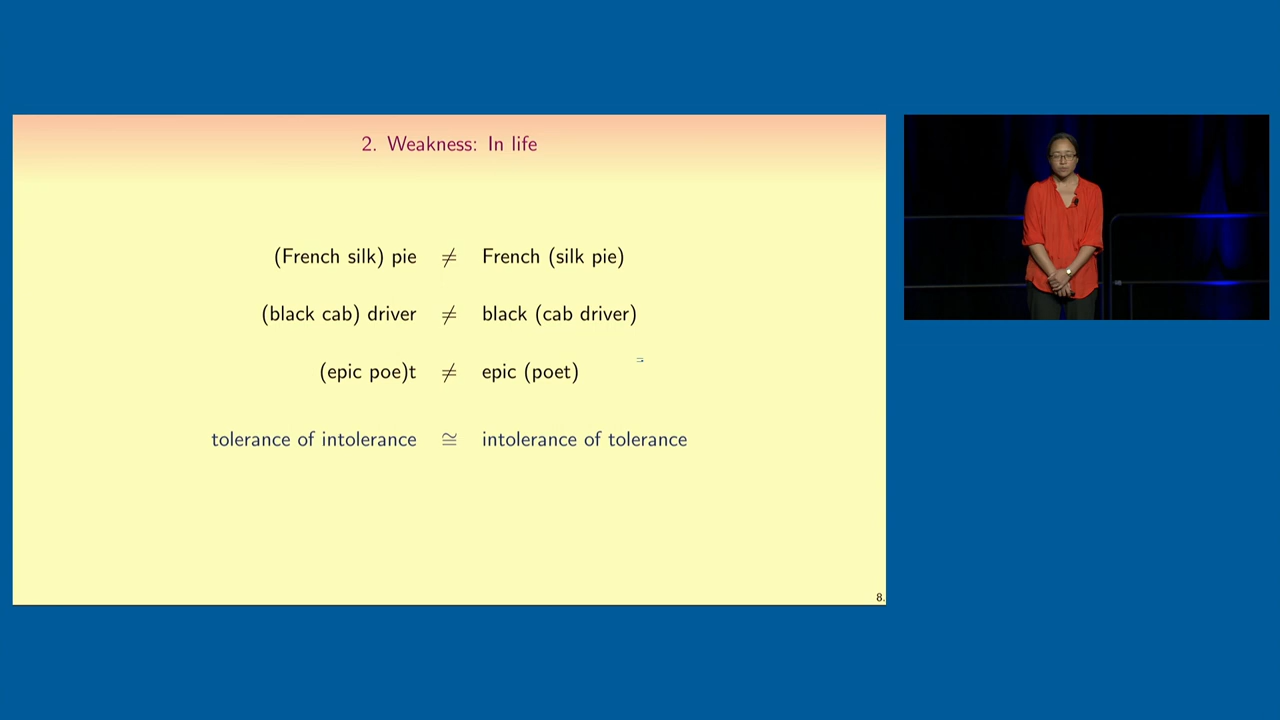 2. Weakness: In life
(French silk) pie ≠ French (silk pie)
(black cab) driver ≠ black (cab driver)
(epic poe)t ≠ epic (poet)
tolerance of intolerance ≅ intolerance of tolerance
8.